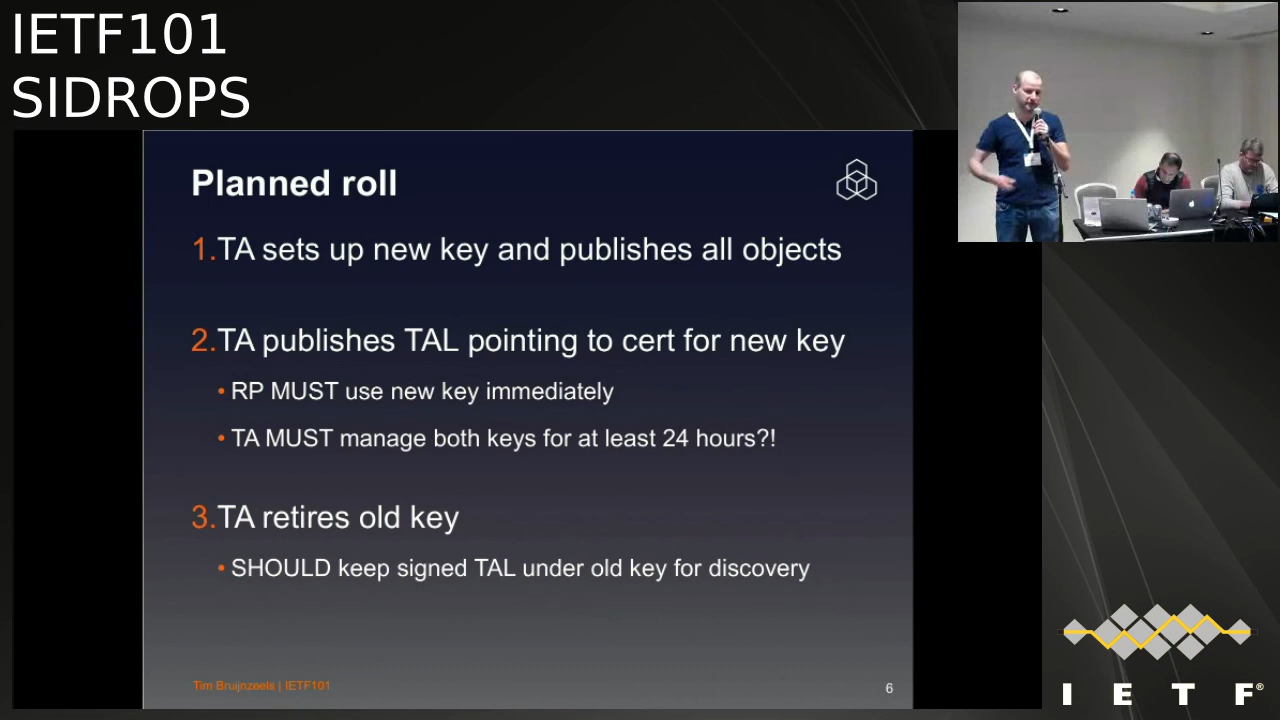 IETF101
SIDROPS
Planned roll
1.TA sets up new key and publishes all objects
2.TA publishes TAL pointing to cert for new key
• RP MUST use new key immediately
• TA MUST manage both keys for at least 24 hours?!
3.TA retires old key
• SHOULD keep signed TAL under old key for discovery
Tim Bruijnzeels | IETF101
6
I E T F®